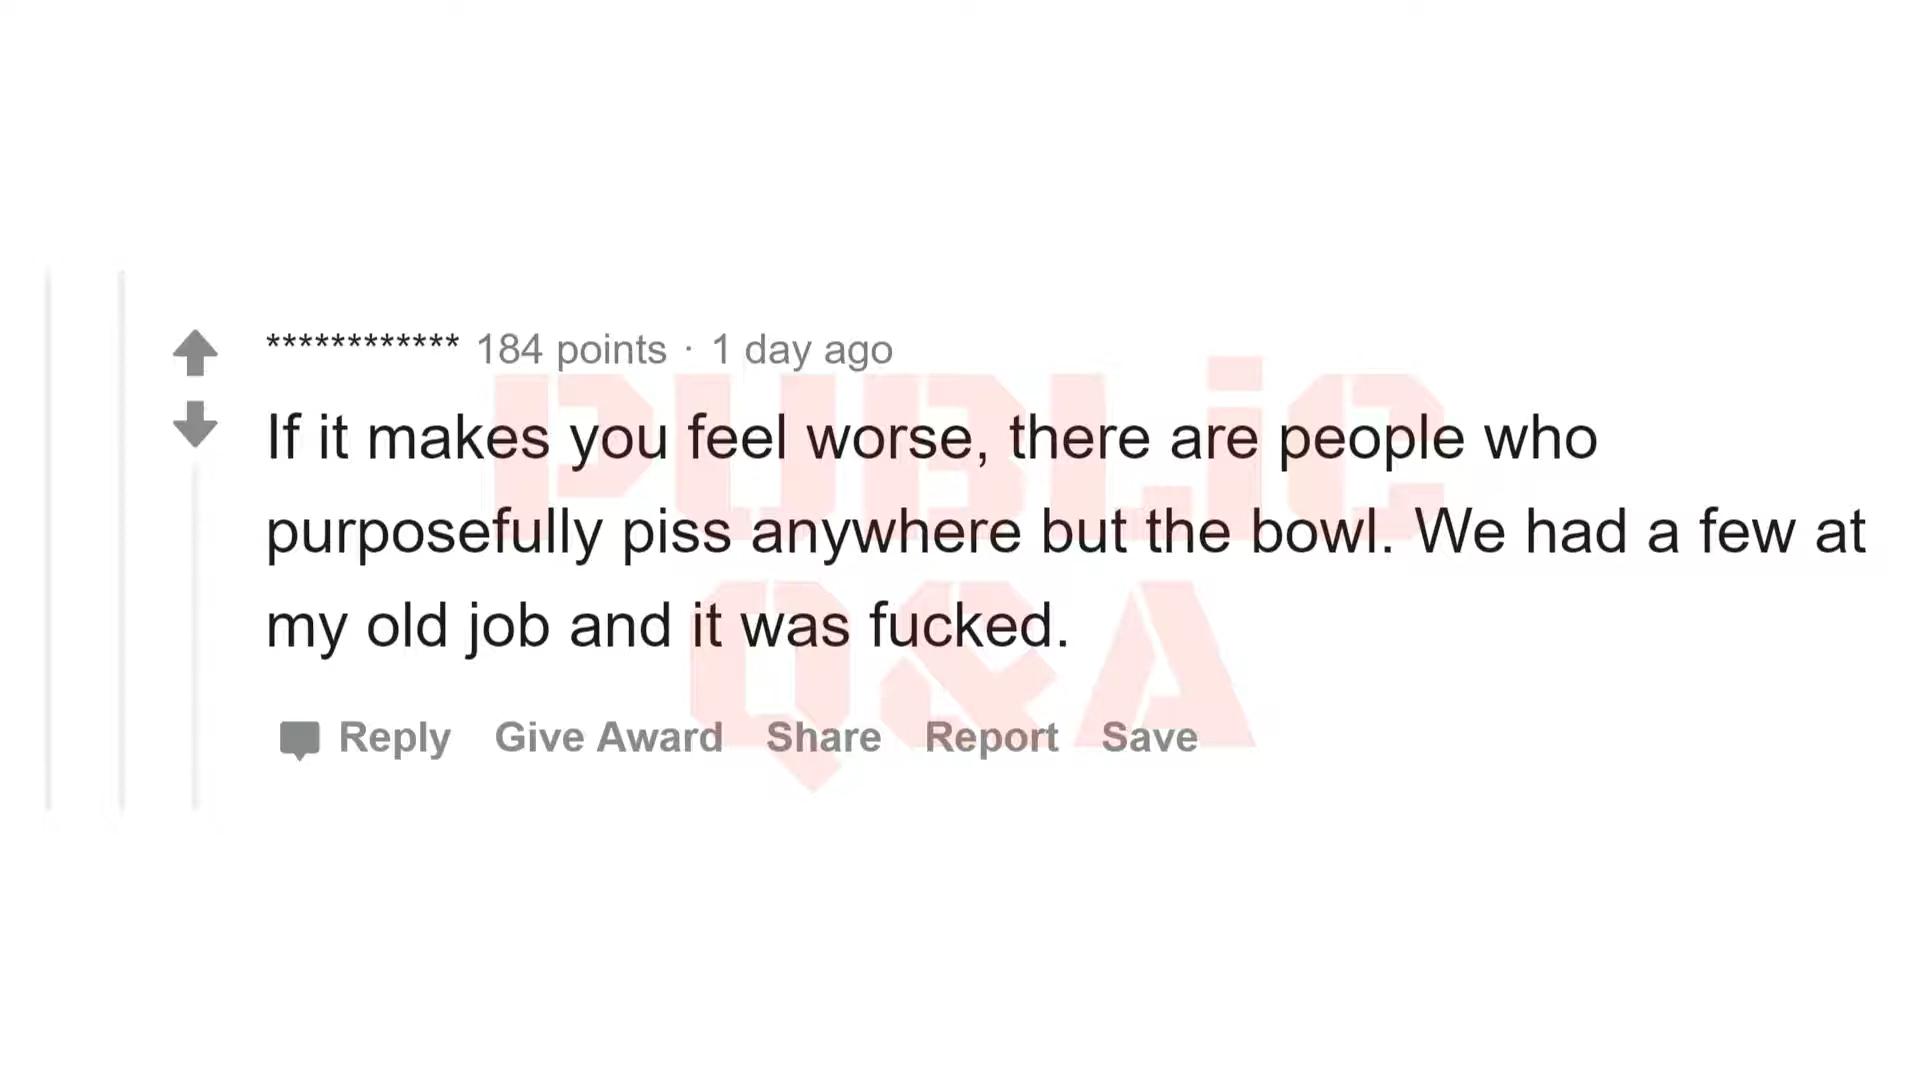 ************ 184 points · 1 day ago
If it makes you feel worse, there are people who
purposefully piss anywhere but the bowl. We had a few at
my old job and it was fucked.
Reply Give Award Share Report Save
PUBLiC
Q&A